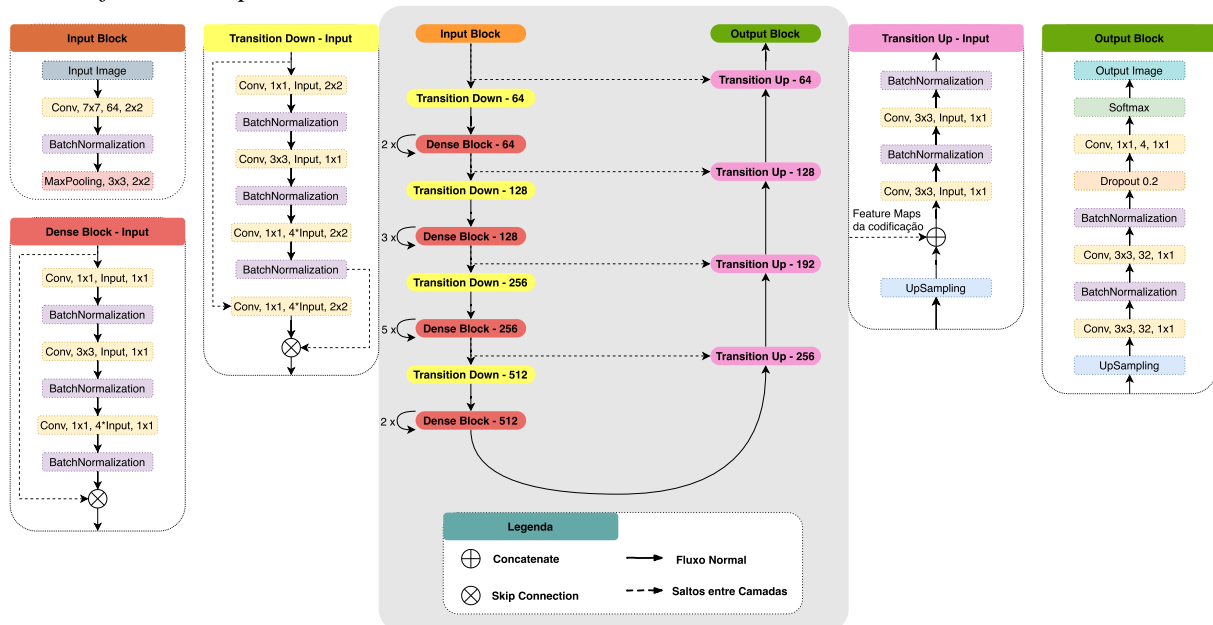 Input Block
Input Image
Conv, 7x7, 64, 2x2
BatchNormalization
MaxPooling, 3x3, 2x2
Dense Block - Input
Conv, 1x1, Input, 1x1
BatchNormalization
Conv, 3x3, Input, 1x1
BatchNormalization
Conv, 1x1, 4*Input, 1x1
BatchNormalization
Transition Down - Input
Conv, 1x1, Input, 2x2
BatchNormalization
Conv, 3x3, Input, 1x1
BatchNormalization
Conv, 1x1, 4*Input, 2x2
BatchNormalization
Conv, 1x1, 4*Input, 2x2
Input Block
Transition Down - 64
2 x
Dense Block - 64
Transition Down - 128
3 x
Dense Block - 128
Transition Down - 256
5 x
Dense Block - 256
Transition Down - 512
2 x
Dense Block - 512
Output Block
Transition Up - 64
Transition Up - 128
Transition Up - 192
Transition Up - 256
Legenda
Concatenate
Fluxo Normal
Skip Connection
Saltos entre Camadas
Transition Up - Input
BatchNormalization
Conv, 3x3, Input, 1x1
BatchNormalization
Conv, 3x3, Input, 1x1
Feature Maps
da codificação
UpSampling
Output Block
Output Image
Softmax
Conv, 1x1, 4, 1x1
Dropout 0.2
BatchNormalization
Conv, 3x3, 32, 1x1
BatchNormalization
Conv, 3x3, 32, 1x1
UpSampling